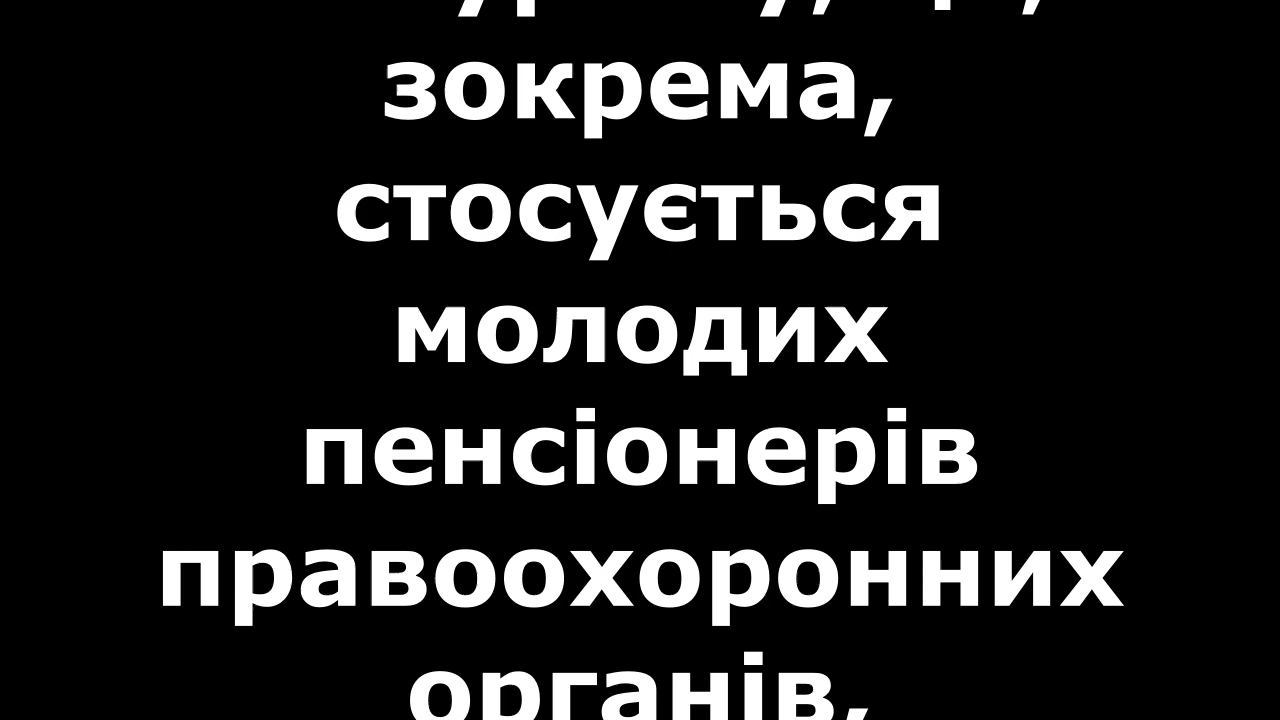 зокрема,
стосується
молодих
пенсіонерів
правоохоронних
органів,